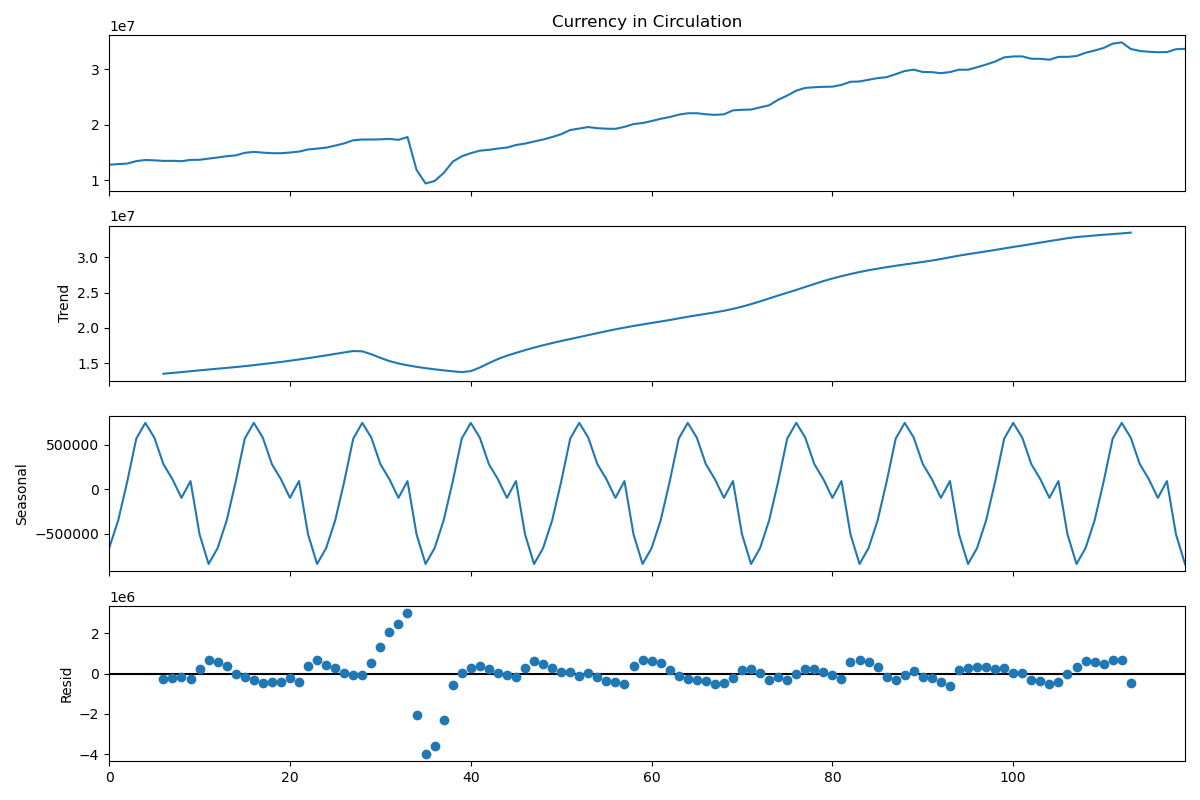 Currency in Circulation
1e7
3
2
1
1e7
Trend
3.0
2.5
2.0
1.5
Seasonal
500000
0
−500000
1e6
Resid
2
0
−2
−4
0 20 40 60 80 100